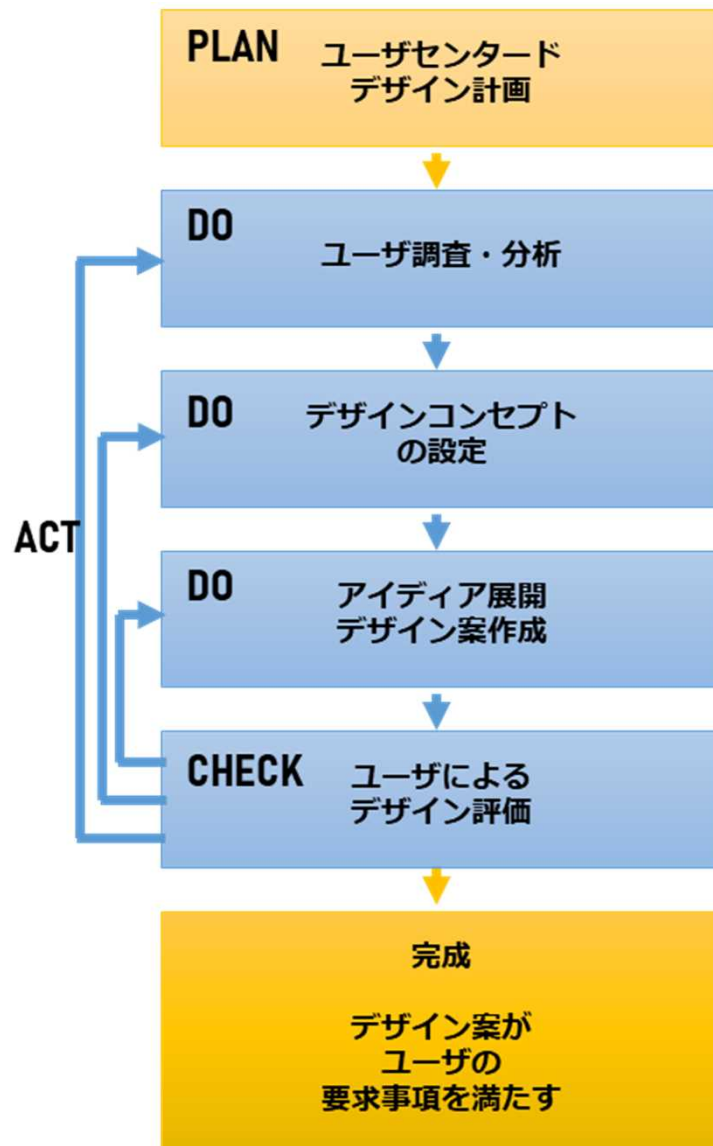 PLAN ユーザセンタード
デザイン計画
DO
ユーザ調査・分析
DO デザインコンセプト
の設定
ACT
DO アイディア展開
デザイン案作成
CHECK ユーザによる
デザイン評価
完成
デザイン案が
ユーザの
要求事項を満たす